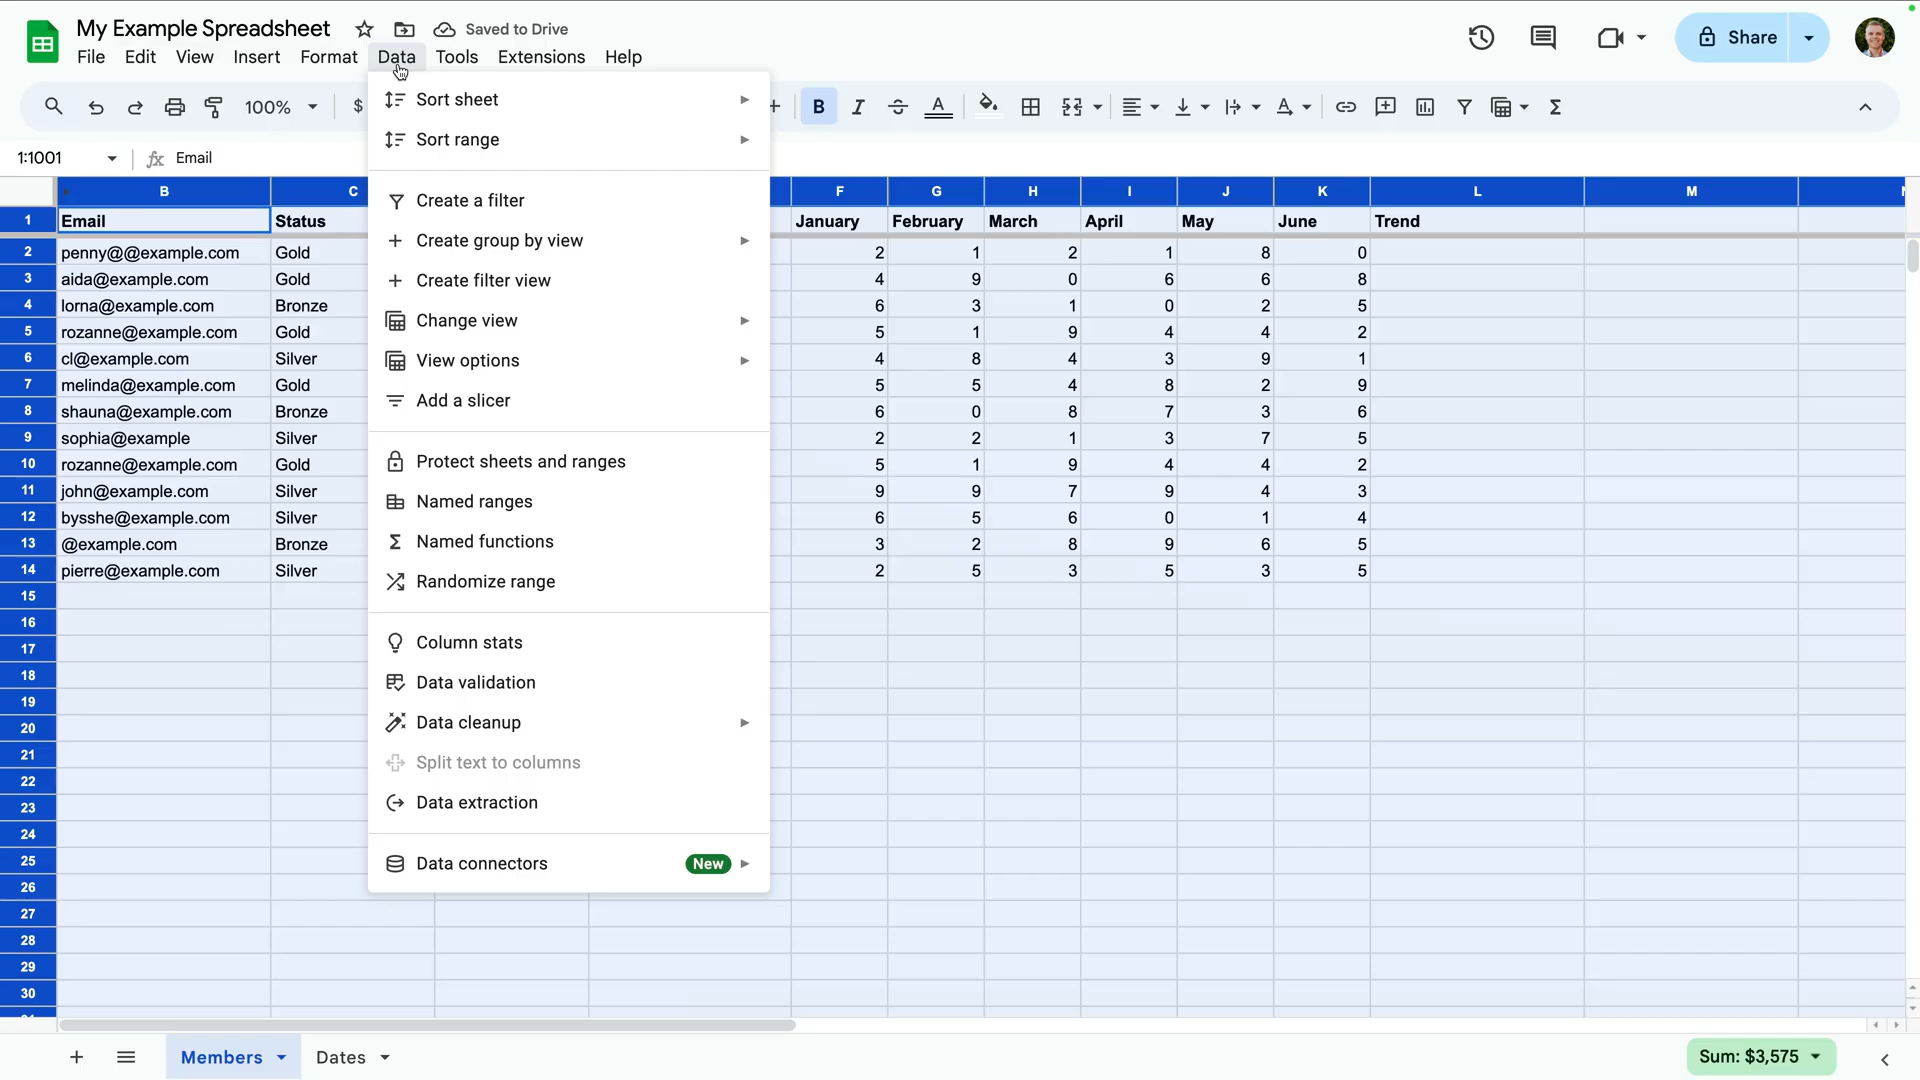 My Example Spreadsheet Saved to Drive
File Edit View Insert Format Data Tools Extensions Help
Share
100% $ + B I A
1:1001 fx Email
B C F G H I J K L M
1 Email Status January February March April May June Trend
2 penny@@example.com Gold 2 1 2 1 8 0
3 aida@example.com Gold 4 9 0 6 6 8
4 lorna@example.com Bronze 6 3 1 0 2 5
5 rozanne@example.com Gold 5 1 9 4 4 2
6 cl@example.com Silver 4 8 4 3 9 1
7 melinda@example.com Gold 5 5 4 8 2 9
8 shauna@example.com Bronze 6 0 8 7 3 6
9 sophia@example Silver 2 2 1 3 7 5
10 rozanne@example.com Gold 5 1 9 4 4 2
11 john@example.com Silver 9 9 7 9 4 3
12 bysshe@example.com Silver 6 5 6 0 1 4
13 @example.com Bronze 3 2 8 9 6 5
14 pierre@example.com Silver 2 5 3 5 3 5
15
16
17
18
19
20
21
22
23
24
25
26
27
28
29
30
Sort sheet
Sort range
Create a filter
Create group by view
Create filter view
Change view
View options
Add a slicer
Protect sheets and ranges
Named ranges
Named functions
Randomize range
Column stats
Data validation
Data cleanup
Split text to columns
Data extraction
Data connectors New
Members Dates Sum: $3,575